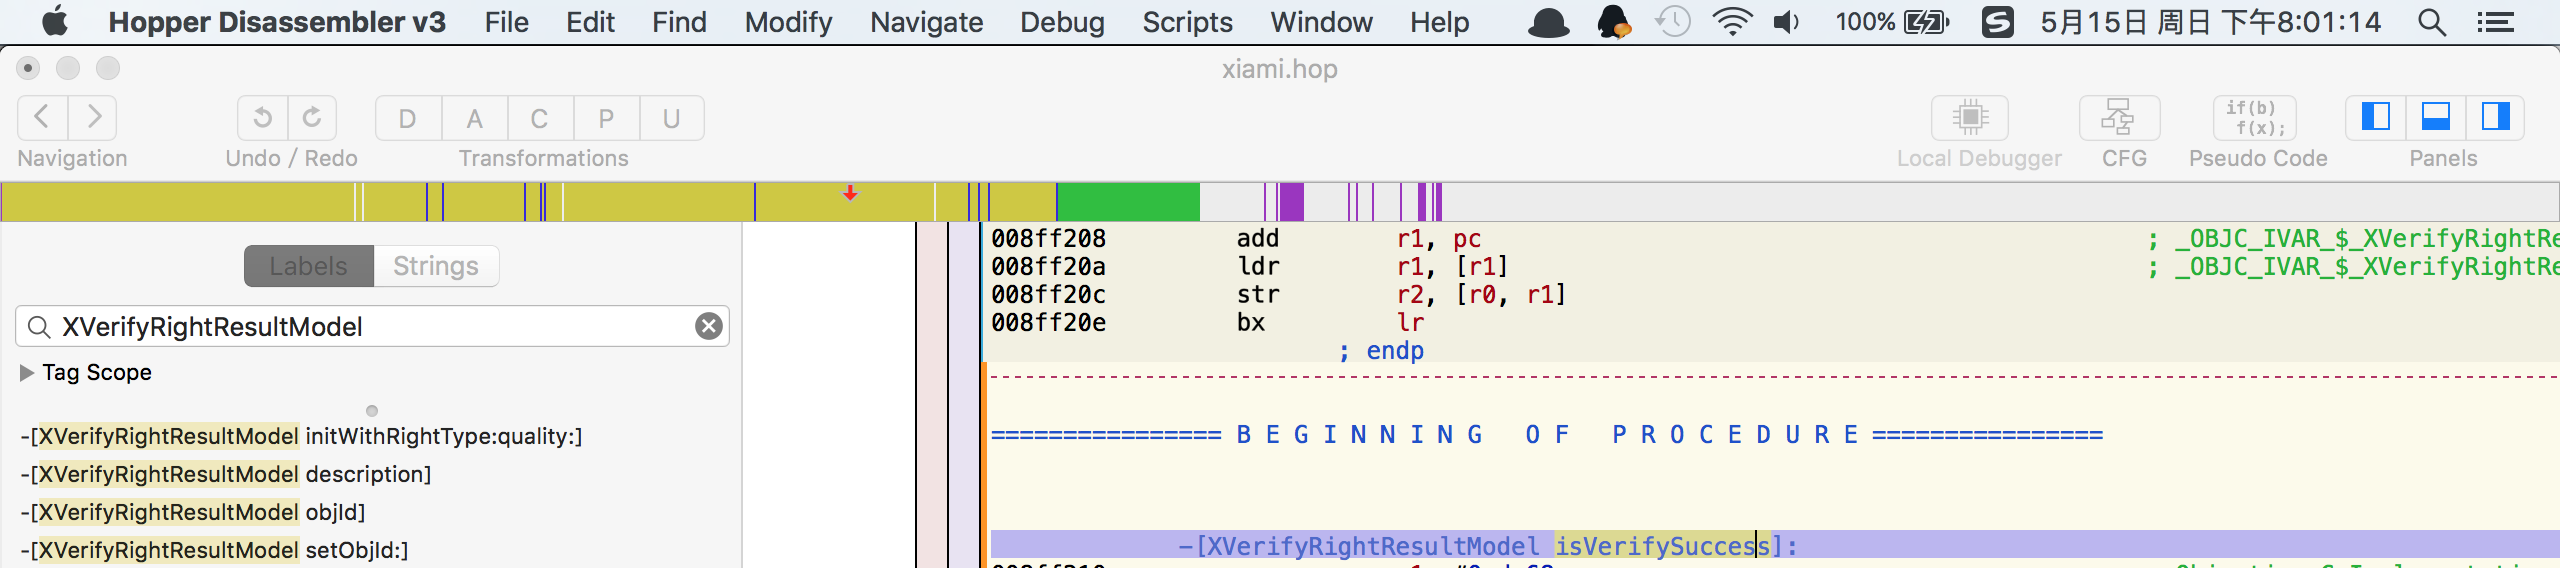 Hopper Disassembler v3 File Edit Find Modify Navigate Debug Scripts Window Help 100% 5月15日 周日 下午8:01:14
xiami.hop
D A C P U if(b) f(x);
Navigation Undo / Redo Transformations Local Debugger CFG Pseudo Code Panels
Labels Strings
XVerifyRightResultModel
Tag Scope
-[XVerifyRightResultModel initWithRightType:quality:]
-[XVerifyRightResultModel description]
-[XVerifyRightResultModel objId]
-[XVerifyRightResultModel setObjId:]
008ff208 add r1, pc ; _OBJC_IVAR_$_XVerifyRightRe
008ff20a ldr r1, [r1] ; _OBJC_IVAR_$_XVerifyRightRe
008ff20c str r2, [r0, r1]
008ff20e bx lr
; endp
================ B E G I N N I N G O F P R O C E D U R E ================
-[XVerifyRightResultModel isVerifySuccess]: